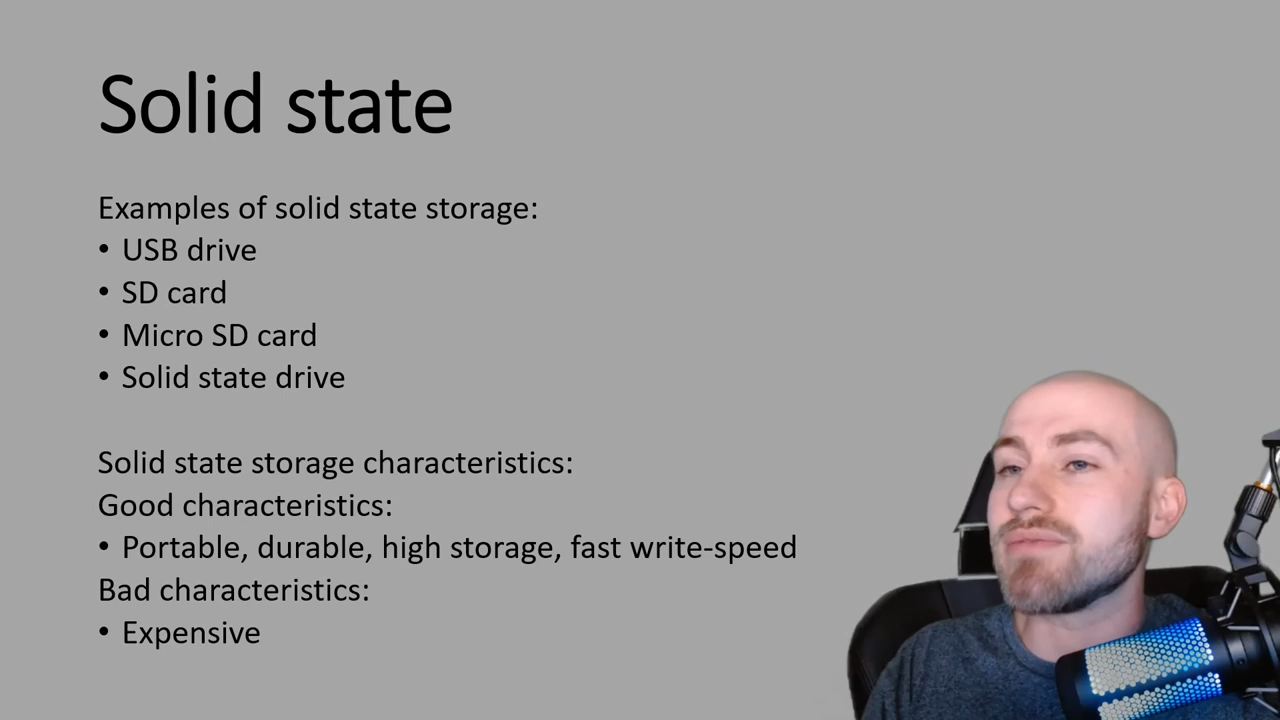 Solid state
Examples of solid state storage:
• USB drive
• SD card
• Micro SD card
• Solid state drive
Solid state storage characteristics:
Good characteristics:
• Portable, durable, high storage, fast write-speed
Bad characteristics:
• Expensive